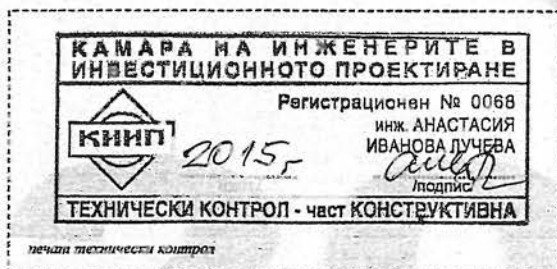 КАМАРА НА ИНЖЕНЕРИТЕ В
ИНВЕСТИЦИОННОТО ПРОЕКТИРАНЕ
Регистрационен № 0068
инж. АНАСТАСИЯ
ИВАНОВА ЛУЧЕВА
КИИП
2015г
/подпис
ТЕХНИЧЕСКИ КОНТРОЛ - част КОНСТРУКТИВНА
печат технически контрол